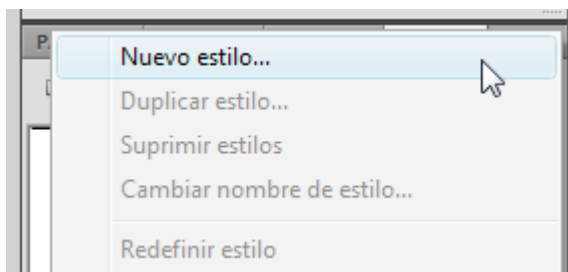 Nuevo estilo...
Duplicar estilo...
Suprimir estilos
Cambiar nombre de estilo...
Redefinir estilo